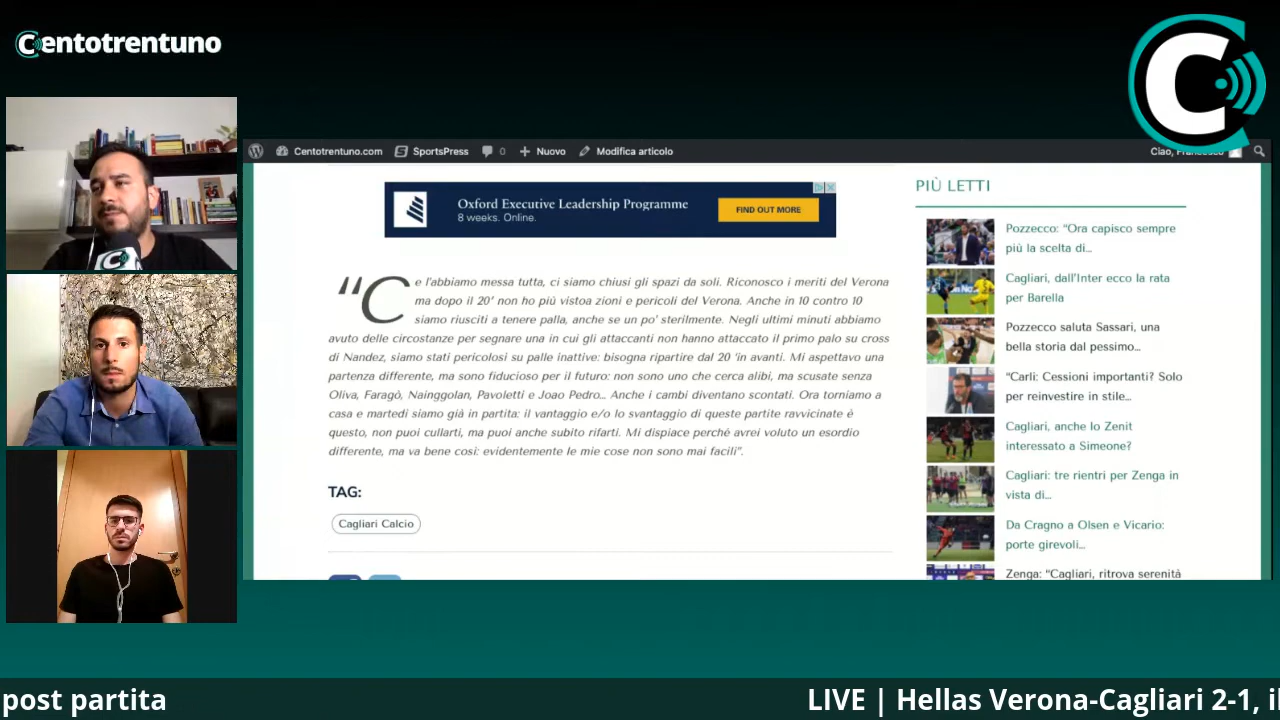 Centotrentuno
C
Centotrentuno.com SportsPress 0 Nuovo Modifica articolo
Ciao, Francesco
Oxford Executive Leadership Programme
8 weeks. Online.
FIND OUT MORE
“C
e l'abbiamo messa tutta, ci siamo chiusi gli spazi da soli. Riconosco i meriti del Verona
ma dopo il 20' non ho più vistoa zioni e pericoli del Verona. Anche in 10 contro 10
siamo riusciti a tenere palla, anche se un po' sterilmente. Negli ultimi minuti abbiamo
avuto delle circostanze per segnare una in cui gli attaccanti non hanno attaccato il primo palo su cross
di Nandez, siamo stati pericolosi su palle inattive: bisogna ripartire dal 20 'in avanti. Mi aspettavo una
partenza differente, ma sono fiducioso per il futuro: non sono uno che cerca alibi, ma scusate senza
Oliva, Faragò, Nainggolan, Pavoletti e Joao Pedro... Anche i cambi diventano scontati. Ora torniamo a
casa e martedì siamo già in partita: il vantaggio e/o lo svantaggio di queste partite ravvicinate é
questo, non puoi cullarti, ma puoi anche subito rifarti. Mi dispiace perché avrei voluto un esordio
differente, ma va bene così: evidentemente le mie cose non sono mai facili”.
TAG:
Cagliari Calcio
PIÙ LETTI
Pozzecco: “Ora capisco sempre
più la scelta di...
Cagliari, dall'Inter ecco la rata
per Barella
Pozzecco saluta Sassari, una
bella storia dal pessimo...
“Carli: Cessioni importanti? Solo
per reinvestire in stile...
Cagliari, anche lo Zenit
interessato a Simeone?
Cagliari: tre rientri per Zenga in
vista di...
Da Cragno a Olsen e Vicario:
porte girevoli...
Zenga: “Cagliari, ritrova serenità
post partita
LIVE | Hellas Verona-Cagliari 2-1, il